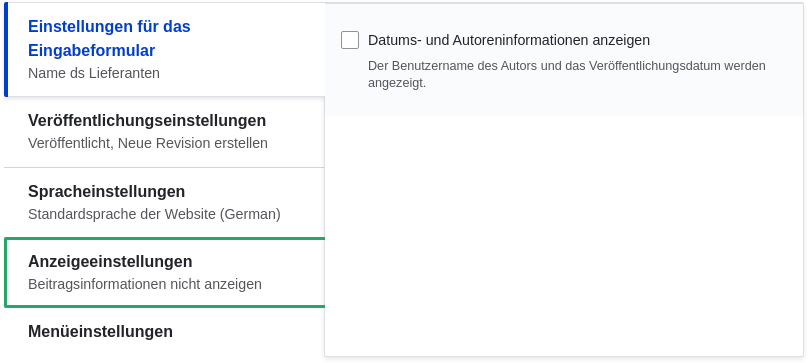 Einstellungen für das
Eingabeformular
Name ds Lieferanten
Veröffentlichungseinstellungen
Veröffentlicht, Neue Revision erstellen
Spracheinstellungen
Standardsprache der Website (German)
Anzeigeeinstellungen
Beitragsinformationen nicht anzeigen
Menüeinstellungen
Datums- und Autoreninformationen anzeigen
Der Benutzername des Autors und das Veröffentlichungsdatum werden
angezeigt.